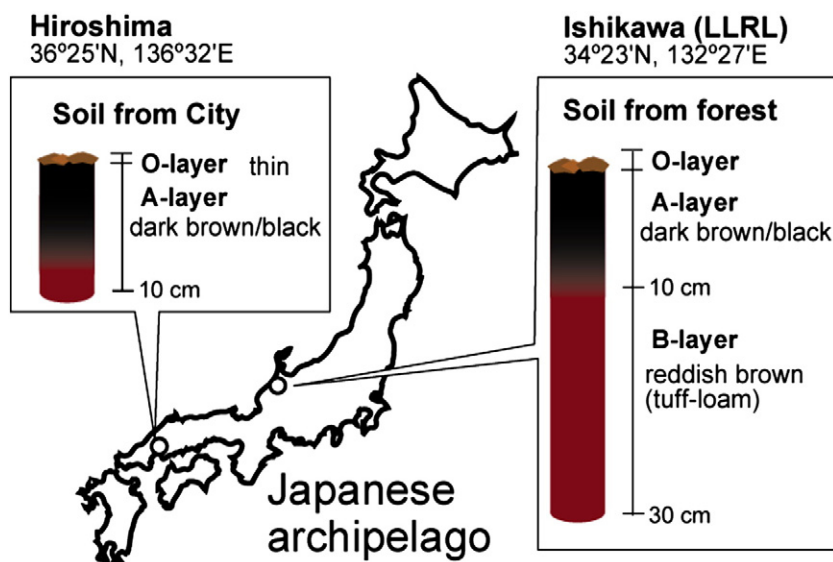 Hiroshima
36º25'N, 136º32'E
Soil from City
O-layer thin
A-layer
dark brown/black
10 cm
Ishikawa (LLRL)
34º23'N, 132º27'E
Soil from forest
O-layer
A-layer
dark brown/black
10 cm
B-layer
reddish brown
(tuff-loam)
30 cm
Japanese
archipelago